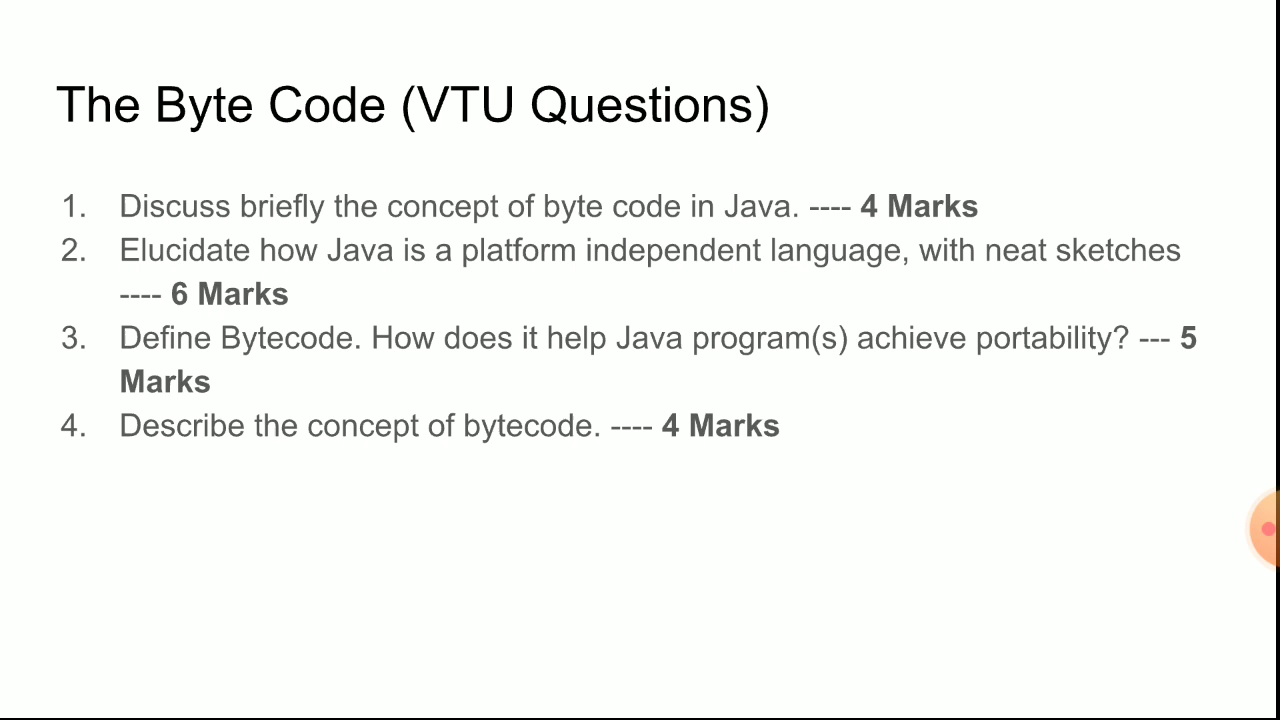 The Byte Code (VTU Questions)
1. Discuss briefly the concept of byte code in Java. ---- 4 Marks
2. Elucidate how Java is a platform independent language, with neat sketches
---- 6 Marks
3. Define Bytecode. How does it help Java program(s) achieve portability? --- 5
Marks
4. Describe the concept of bytecode. ---- 4 Marks